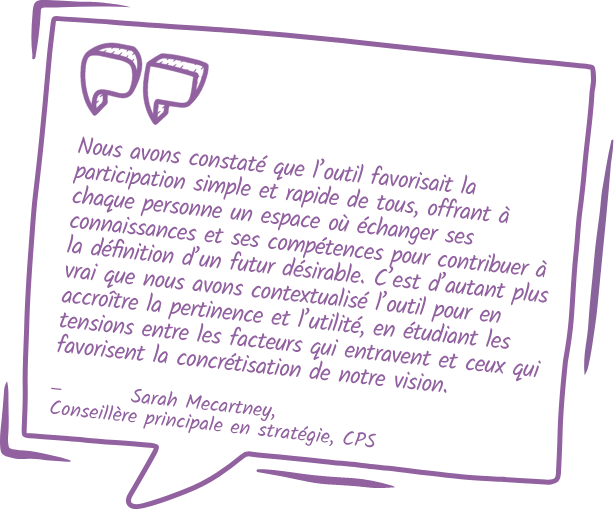 Nous avons constaté que l'outil favorisait la
participation simple et rapide de tous, offrant à
chaque personne un espace où échanger ses
connaissances et ses compétences pour contribuer à
la définition d'un futur désirable. C'est d'autant plus
vrai que nous avons contextualisé l'outil pour en
accroître la pertinence et l'utilité, en étudiant les
tensions entre les facteurs qui entravent et ceux qui
favorisent la concrétisation de notre vision.
– Sarah Mecartney,
Conseillère principale en stratégie, CPS